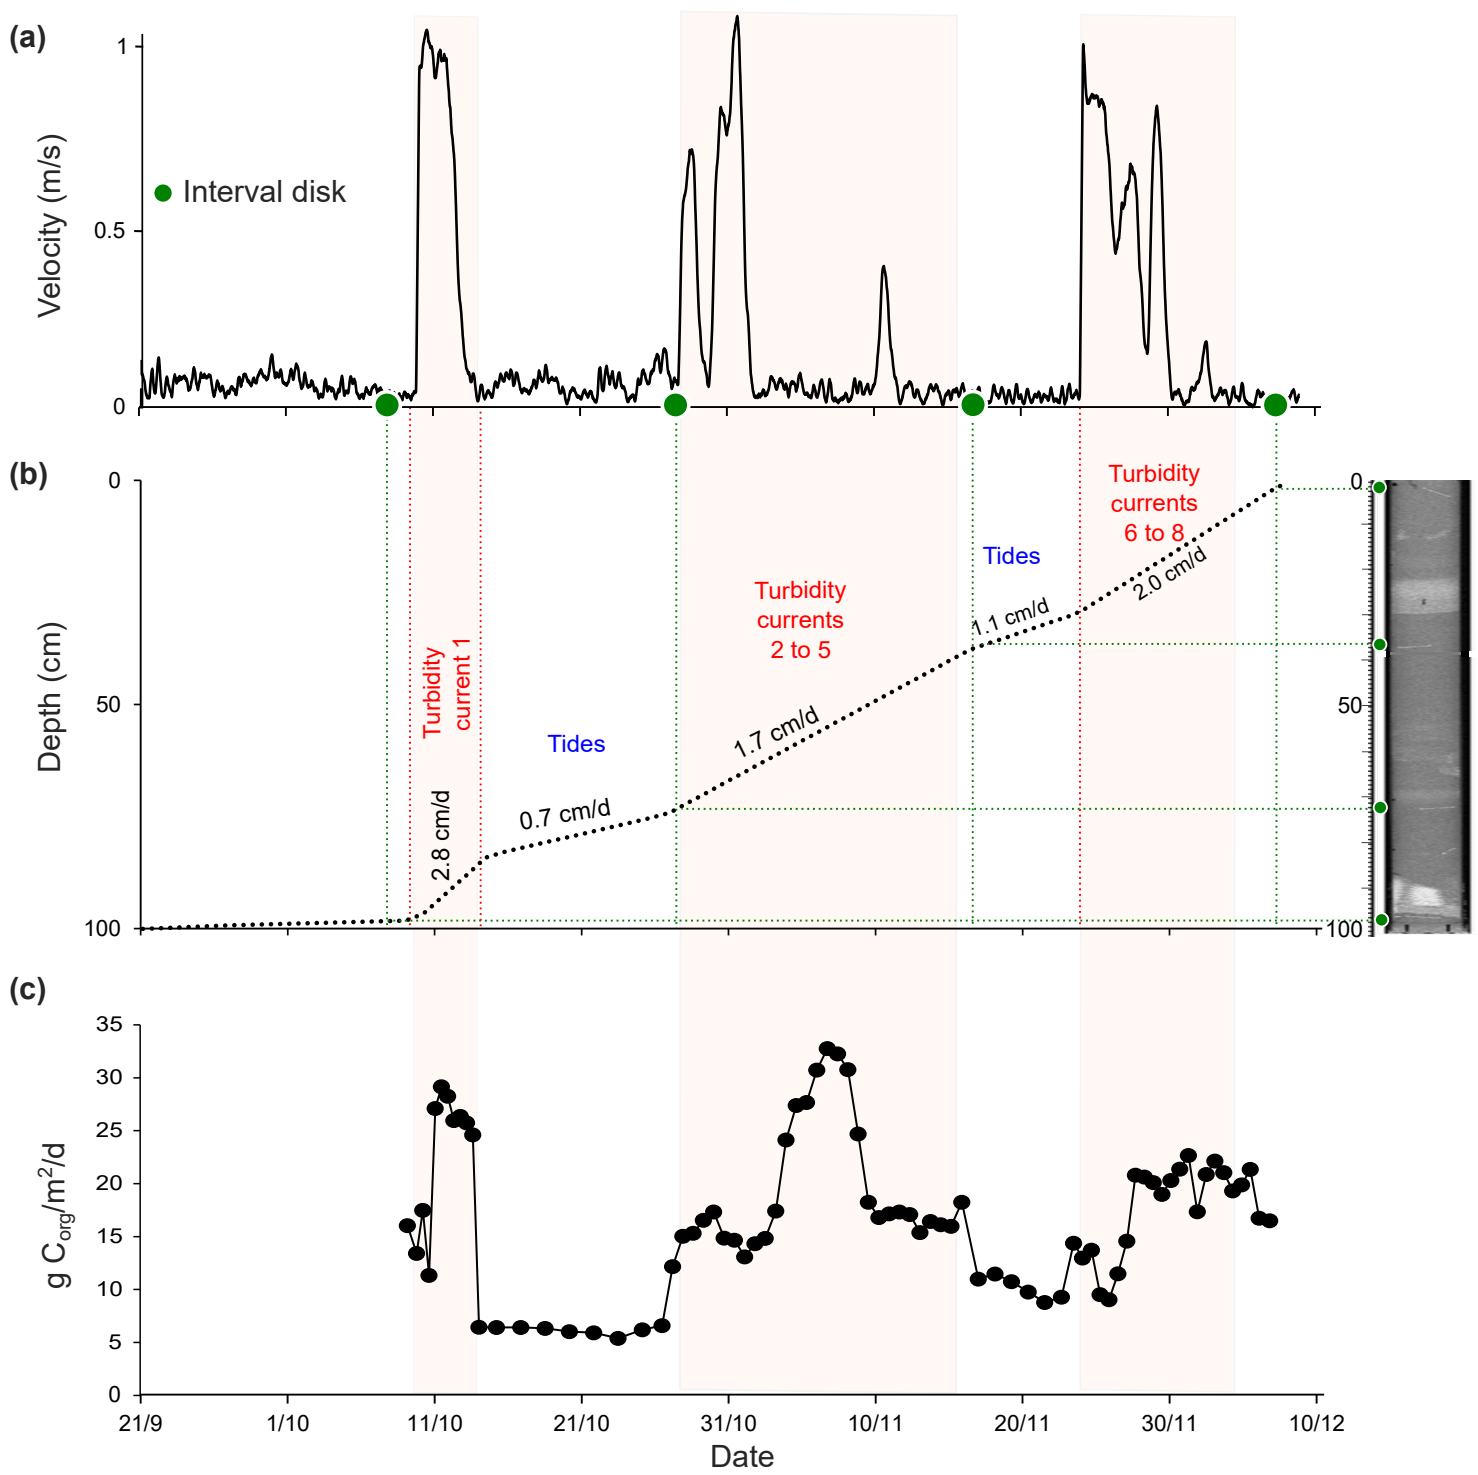 (a)
1
0.5
0
Velocity (m/s)
Interval disk
(b)
0
50
100
Depth (cm)
Turbidity
current 1
2.8 cm/d
Tides
0.7 cm/d
Turbidity
currents
2 to 5
1.7 cm/d
Tides
1.1 cm/d
Turbidity
currents
6 to 8
2.0 cm/d
0
50
100
(c)
35
30
25
20
15
10
5
0
g Corg/m²/d
21/9 1/10 11/10 21/10 31/10 10/11 20/11 30/11 10/12
Date